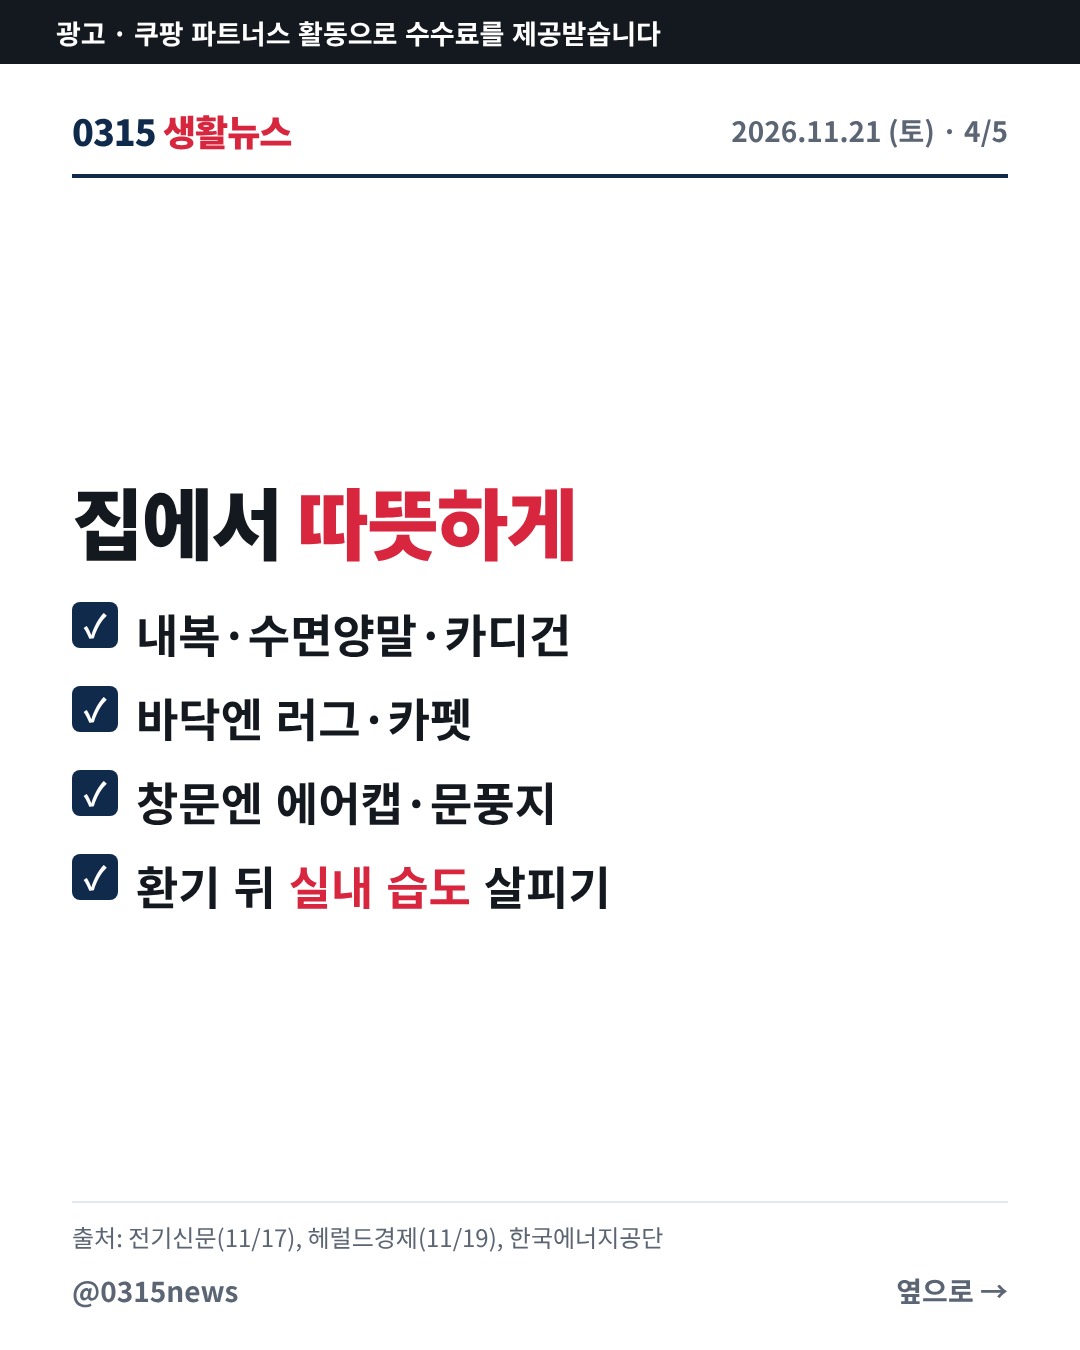 광고 · 쿠팡 파트너스 활동으로 수수료를 제공받습니다
0315 생활뉴스
2026.11.21 (토) · 4/5
집에서 따뜻하게
✓ 내복·수면양말·카디건
✓ 바닥엔 러그·카펫
✓ 창문엔 에어캡·문풍지
✓ 환기 뒤 실내 습도 살피기
출처: 전기신문(11/17), 헤럴드경제(11/19), 한국에너지공단
@0315news
옆으로 →